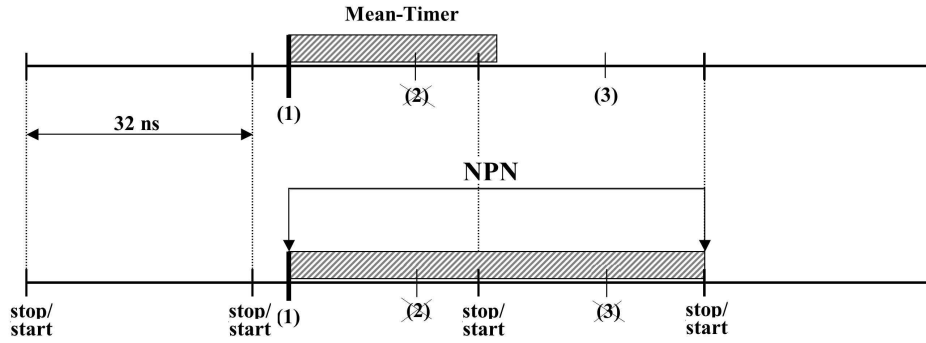 Mean-Timer
(1)
(2)
(3)
32 ns
NPN
stop/
start
stop/
start
(1)
(2)
stop/
start
(3)
stop/
start